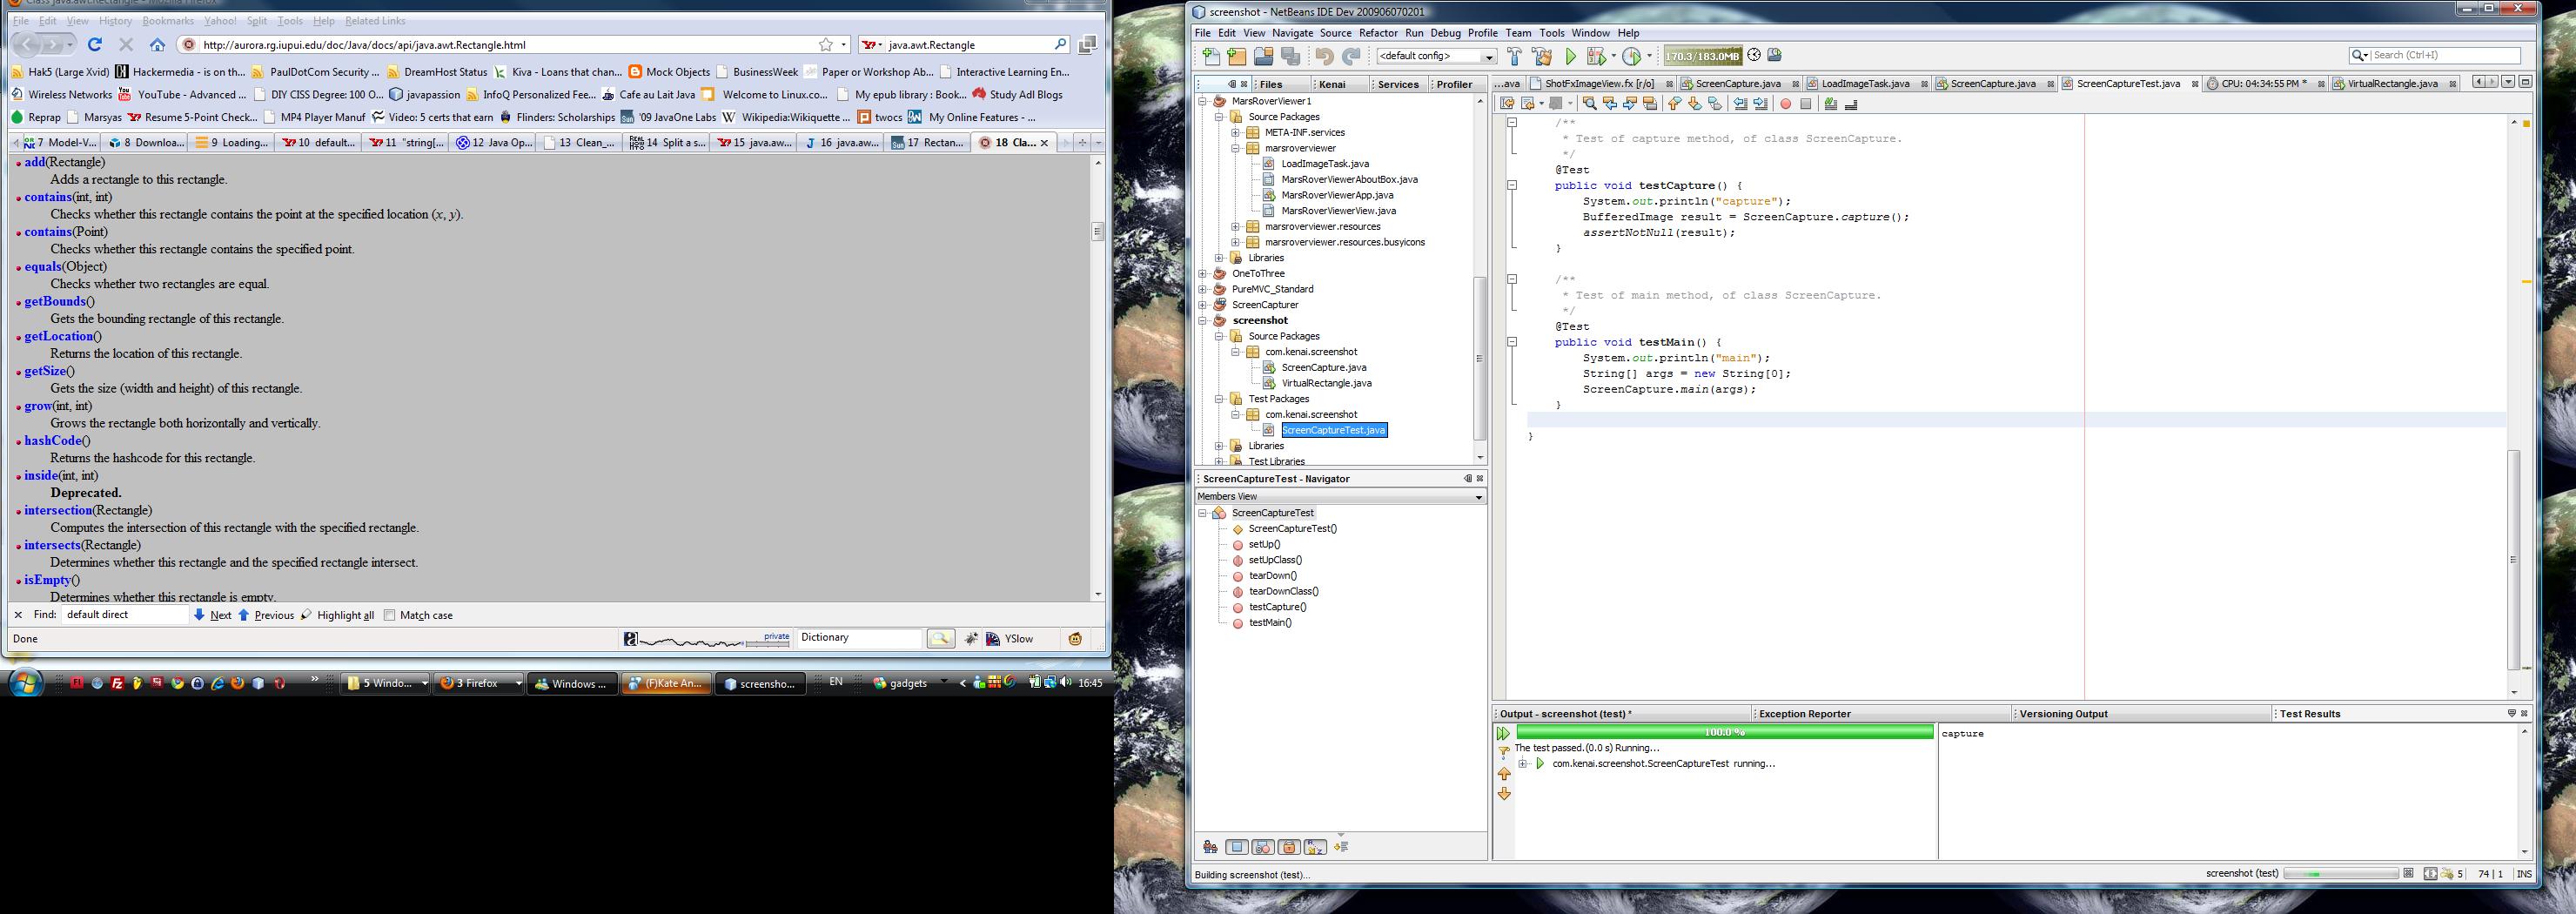 Class java.awt.Rectangle - Mozilla Firefox
File Edit View History Bookmarks Yahoo! Split Tools Help Related Links
http://aurora.rg.iupui.edu/doc/Java/docs/api/java.awt.Rectangle.html java.awt.Rectangle
Hak5 (Large Xvid) Hackermedia - is on th... PaulDotCom Security ... DreamHost Status Kiva - Loans that chan... Mock Objects BusinessWeek Paper or Workshop Ab... Interactive Learning En...
Wireless Networks YouTube - Advanced ... DIY CISS Degree: 100 O... javapassion InfoQ Personalized Fee... Cafe au Lait Java Welcome to Linux.co... My epub library : Book... Study AdI Blogs
Reprap Marsyas Resume 5-Point Check... MP4 Player Manuf Video: 5 certs that earn Flinders: Scholarships '09 JavaOne Labs Wikipedia:Wikiquette ... twocs My Online Features - ...
7 Model-V... 8 Downloa... 9 Loading... 10 default... 11 "string[... 12 Java Op... 13 Clean_... 14 Split a s... 15 java.aw... 16 java.aw... 17 Rectan... 18 Cla...
add(Rectangle)
Adds a rectangle to this rectangle.
contains(int, int)
Checks whether this rectangle contains the point at the specified location (x, y).
contains(Point)
Checks whether this rectangle contains the specified point.
equals(Object)
Checks whether two rectangles are equal.
getBounds()
Gets the bounding rectangle of this rectangle.
getLocation()
Returns the location of this rectangle.
getSize()
Gets the size (width and height) of this rectangle.
grow(int, int)
Grows the rectangle both horizontally and vertically.
hashCode()
Returns the hashcode for this rectangle.
inside(int, int)
Deprecated.
intersection(Rectangle)
Computes the intersection of this rectangle with the specified rectangle.
intersects(Rectangle)
Determines whether this rectangle and the specified rectangle intersect.
isEmpty()
Determines whether this rectangle is empty.
Find: default direct Next Previous Highlight all Match case
Done private Dictionary YSlow
5 Windo... 3 Firefox Windows ... (F)Kate An... screensho... EN gadgets 16:45
screenshot - NetBeans IDE Dev 200906070201
File Edit View Navigate Source Refactor Run Debug Profile Team Tools Window Help
<default config> 170.3/183.0MB Search (Ctrl+I)
Files Kenai Services Profiler
MarsRoverViewer1
Source Packages
META-INF.services
marsroverviewer
LoadImageTask.java
MarsRoverViewerAboutBox.java
MarsRoverViewerApp.java
MarsRoverViewerView.java
marsroverviewer.resources
marsroverviewer.resources.busyicons
Libraries
OneToThree
PureMVC_Standard
ScreenCapturer
screenshot
Source Packages
com.kenai.screenshot
ScreenCapture.java
VirtualRectangle.java
Test Packages
com.kenai.screenshot
ScreenCaptureTest.java
Libraries
Test Libraries
ScreenCaptureTest - Navigator
Members View
ScreenCaptureTest
ScreenCaptureTest()
setUp()
setUpClass()
tearDown()
tearDownClass()
testCapture()
testMain()
...ava ShotFxImageView.fx [r/o] ScreenCapture.java LoadImageTask.java ScreenCapture.java ScreenCaptureTest.java CPU: 04:34:55 PM * VirtualRectangle.java
/**
* Test of capture method, of class ScreenCapture.
*/
@Test
public void testCapture() {
System.out.println("capture");
BufferedImage result = ScreenCapture.capture();
assertNotNull(result);
}
/**
* Test of main method, of class ScreenCapture.
*/
@Test
public void testMain() {
System.out.println("main");
String[] args = new String[0];
ScreenCapture.main(args);
}
}
Output - screenshot (test) * Exception Reporter Versioning Output Test Results
100.0 %
The test passed.(0.0 s) Running...
com.kenai.screenshot.ScreenCaptureTest running...
capture
Building screenshot (test)... screenshot (test) 5 74 | 1 INS